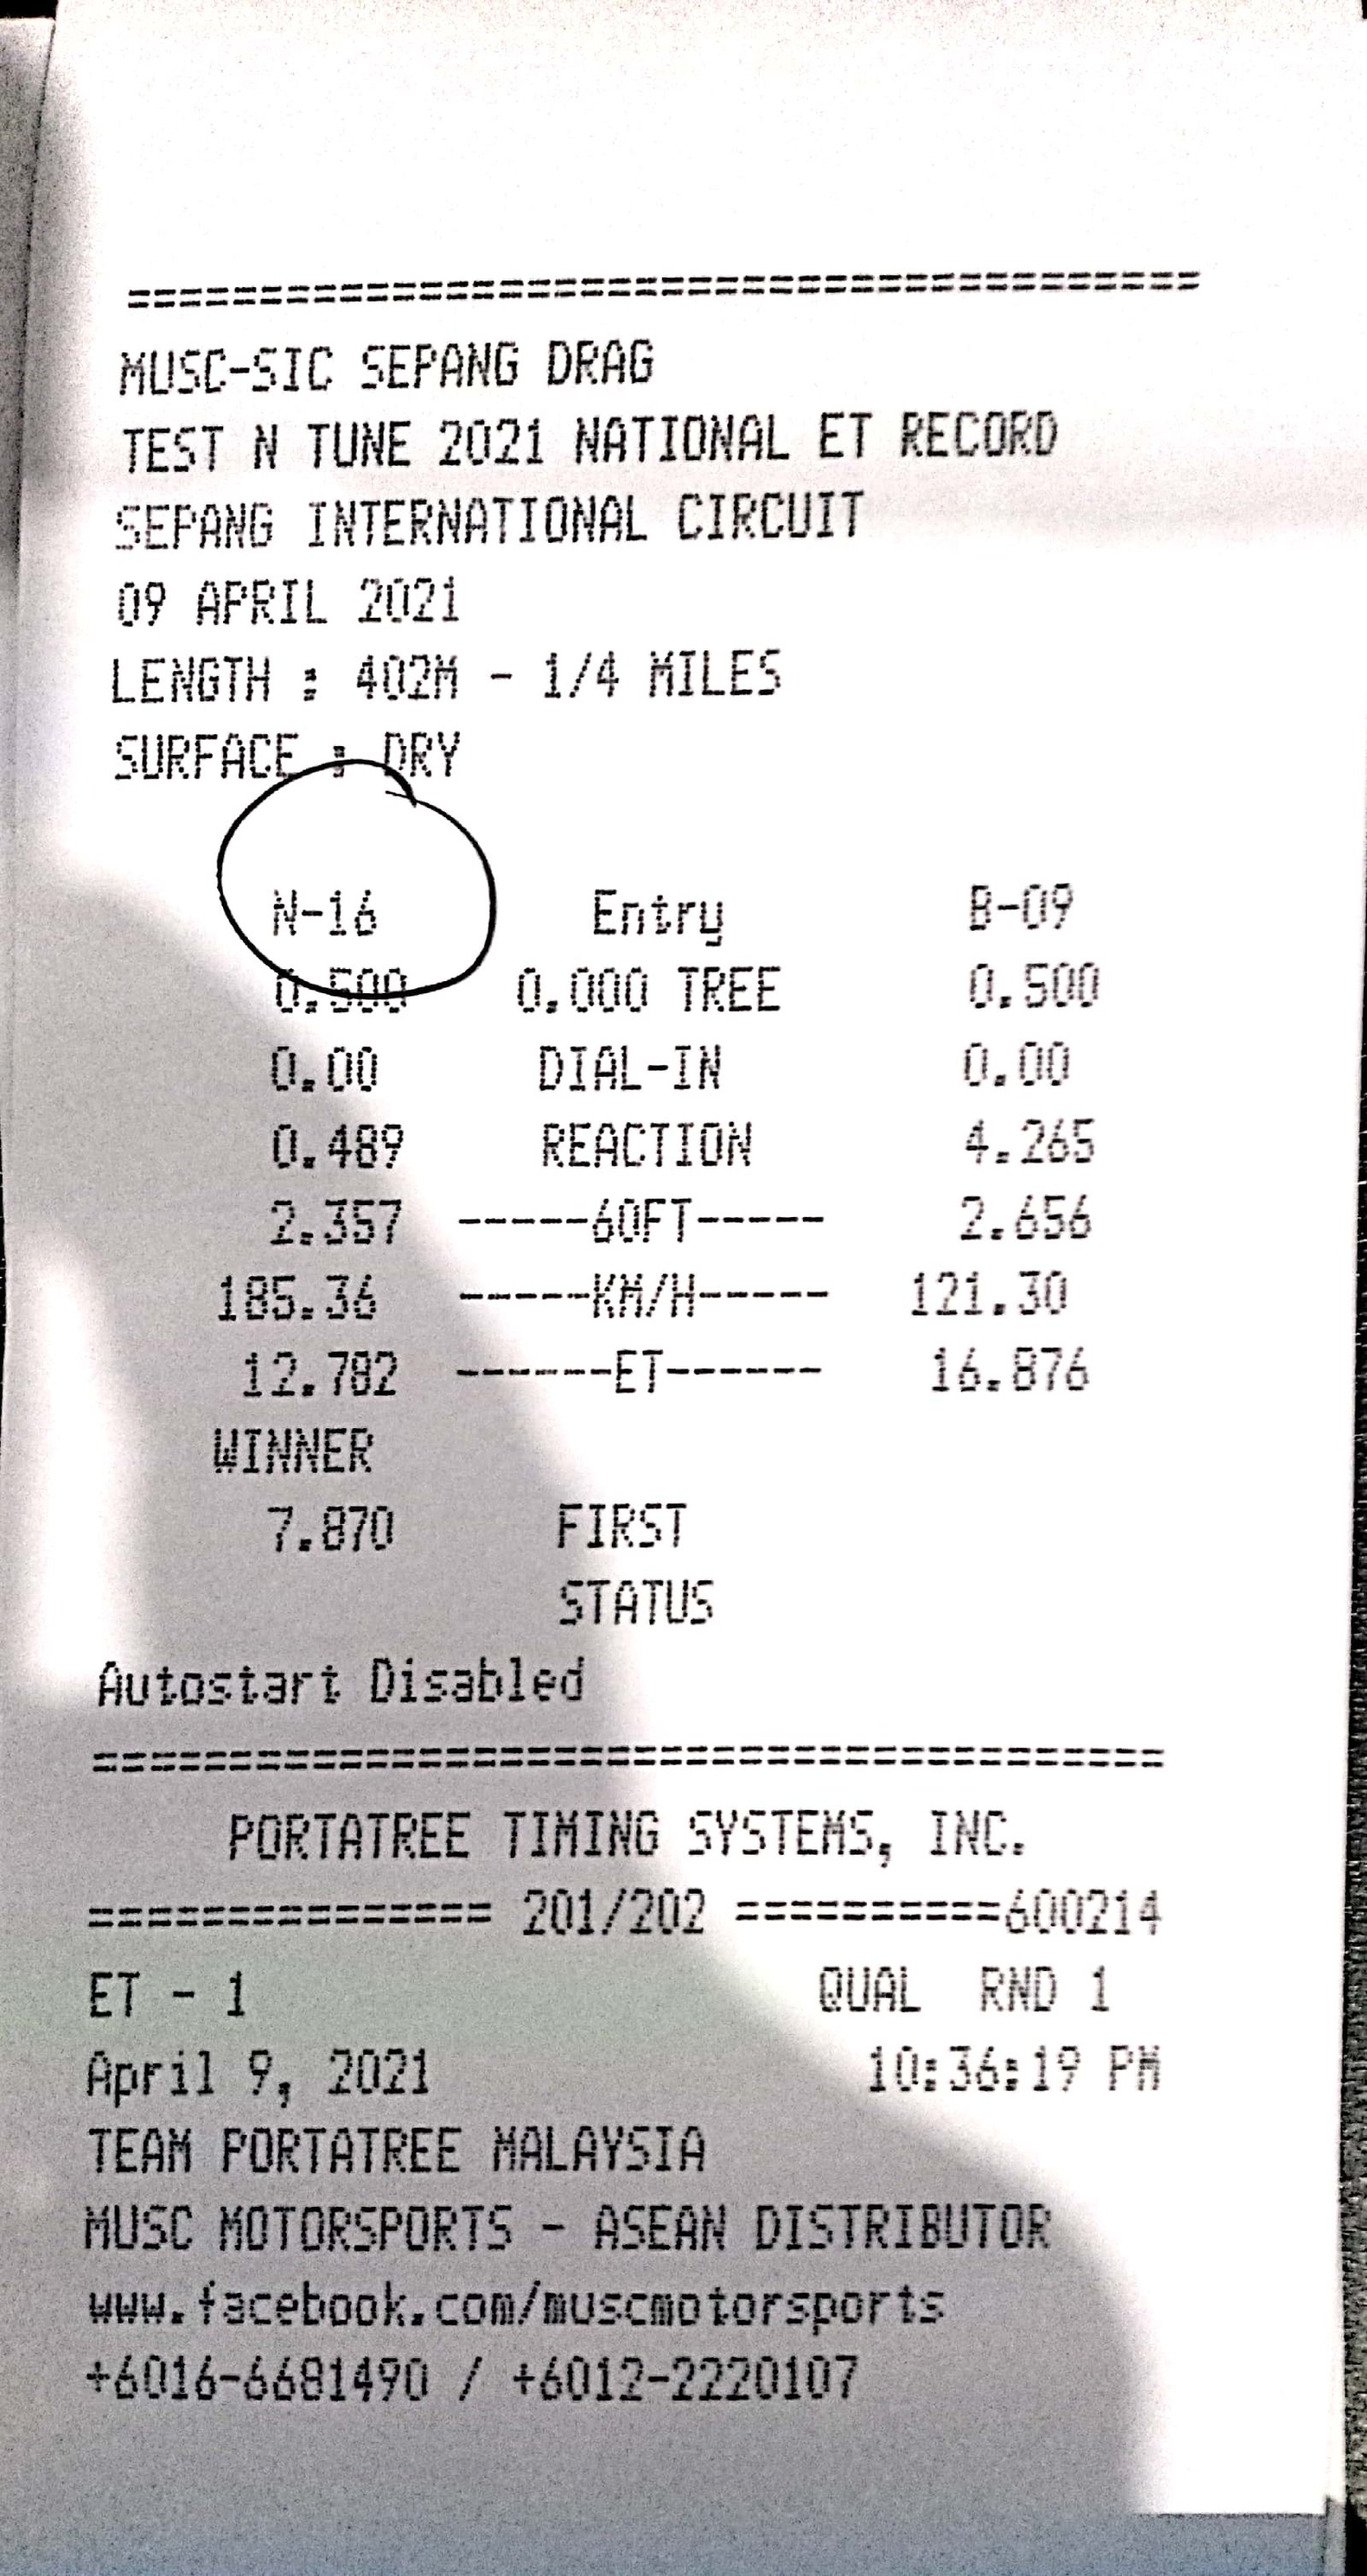 ========================================
MUSC-SIC SEPANG DRAG
TEST N TUNE 2021 NATIONAL ET RECORD
SEPANG INTERNATIONAL CIRCUIT
09 APRIL 2021
LENGTH : 402M - 1/4 MILES
SURFACE : DRY
N-16 Entry B-09
0.500 0.000 TREE 0.500
0.00 DIAL-IN 0.00
0.489 REACTION 4.265
2.357 -----60FT----- 2.656
185.36 -----KM/H----- 121.30
12.782 ------ET------ 16.876
WINNER
7.870 FIRST
STATUS
Autostart Disabled
========================================
PORTATREE TIMING SYSTEMS, INC.
=============== 201/202 ==========600214
ET - 1 QUAL RND 1
April 9, 2021 10:36:19 PM
TEAM PORTATREE MALAYSIA
MUSC MOTORSPORTS - ASEAN DISTRIBUTOR
www.facebook.com/muscmotorsports
+6016-6681490 / +6012-2220107